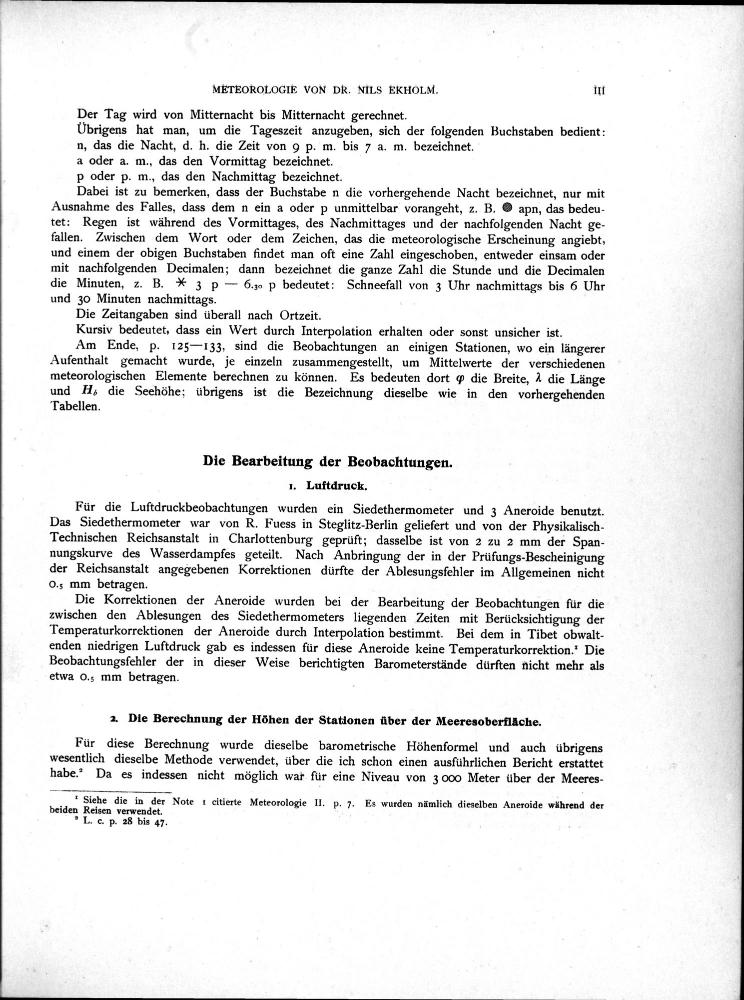 METEOROLOGIE VON DR. NILS EKHOLM. III
Der Tag wird von Mitternacht bis Mitternacht gerechnet.
Übrigens hat man, um die Tageszeit anzugeben, sich der folgenden Buchstaben bedient:
n, das die Nacht, d. h. die Zeit von 9 p. m. bis 7 a. m. bezeichnet.
a oder a. m., das den Vormittag bezeichnet.
p oder p. m., das den Nachmittag bezeichnet.
Dabei ist zu bemerken, dass der Buchstabe n die vorhergehende Nacht bezeichnet, nur mit
Ausnahme des Falles, dass dem n ein a oder p unmittelbar vorangeht, z. B. ● apn, das bedeu-
tet: Regen ist während des Vormittages, des Nachmittages und der nachfolgenden Nacht ge-
fallen. Zwischen dem Wort oder dem Zeichen, das die meteorologische Erscheinung angiebt,
und einem der obigen Buchstaben findet man oft eine Zahl eingeschoben, entweder einsam oder
mit nachfolgenden Decimalen; dann bezeichnet die ganze Zahl die Stunde und die Decimalen
die Minuten, z. B. ✶ 3 p — 6.30 p bedeutet: Schneefall von 3 Uhr nachmittags bis 6 Uhr
und 30 Minuten nachmittags.
Die Zeitangaben sind überall nach Ortzeit.
Kursiv bedeutet, dass ein Wert durch Interpolation erhalten oder sonst unsicher ist.
Am Ende, p. 125—133, sind die Beobachtungen an einigen Stationen, wo ein längerer
Aufenthalt gemacht wurde, je einzeln zusammengestellt, um Mittelwerte der verschiedenen
meteorologischen Elemente berechnen zu können. Es bedeuten dort φ die Breite, λ die Länge
und H_b die Seehöhe; übrigens ist die Bezeichnung dieselbe wie in den vorhergehenden
Tabellen.
Die Bearbeitung der Beobachtungen.
1. Luftdruck.
Für die Luftdruckbeobachtungen wurden ein Siedethermometer und 3 Aneroide benutzt.
Das Siedethermometer war von R. Fuess in Steglitz-Berlin geliefert und von der Physikalisch-
Technischen Reichsanstalt in Charlottenburg geprüft; dasselbe ist von 2 zu 2 mm der Span-
nungskurve des Wasserdampfes geteilt. Nach Anbringung der in der Prüfungs-Bescheinigung
der Reichsanstalt angegebenen Korrektionen dürfte der Ablesungsfehler im Allgemeinen nicht
0.5 mm betragen.
Die Korrektionen der Aneroide wurden bei der Bearbeitung der Beobachtungen für die
zwischen den Ablesungen des Siedethermometers liegenden Zeiten mit Berücksichtigung der
Temperaturkorrektionen der Aneroide durch Interpolation bestimmt. Bei dem in Tibet obwalt-
enden niedrigen Luftdruck gab es indessen für diese Aneroide keine Temperaturkorrektion.¹ Die
Beobachtungsfehler der in dieser Weise berichtigten Barometerstände dürften nicht mehr als
etwa 0.5 mm betragen.
2. Die Berechnung der Höhen der Stationen über der Meeresoberfläche.
Für diese Berechnung wurde dieselbe barometrische Höhenformel und auch übrigens
wesentlich dieselbe Methode verwendet, über die ich schon einen ausführlichen Bericht erstattet
habe.² Da es indessen nicht möglich war für eine Niveau von 3 000 Meter über der Meeres-
¹ Siehe die in der Note 1 citierte Meteorologie II. p. 7. Es wurden nämlich dieselben Aneroide während der
beiden Reisen verwendet.
² L. c. p. 28 bis 47.